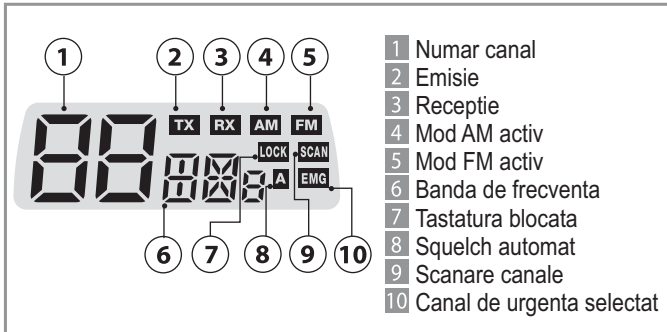 1 2 3 4 5
TX RX AM FM
88 LOCK SCAN
A EMG
6 7 8 9 10
1 Numar canal
2 Emisie
3 Receptie
4 Mod AM activ
5 Mod FM activ
6 Banda de frecventa
7 Tastatura blocata
8 Squelch automat
9 Scanare canale
10 Canal de urgenta selectat